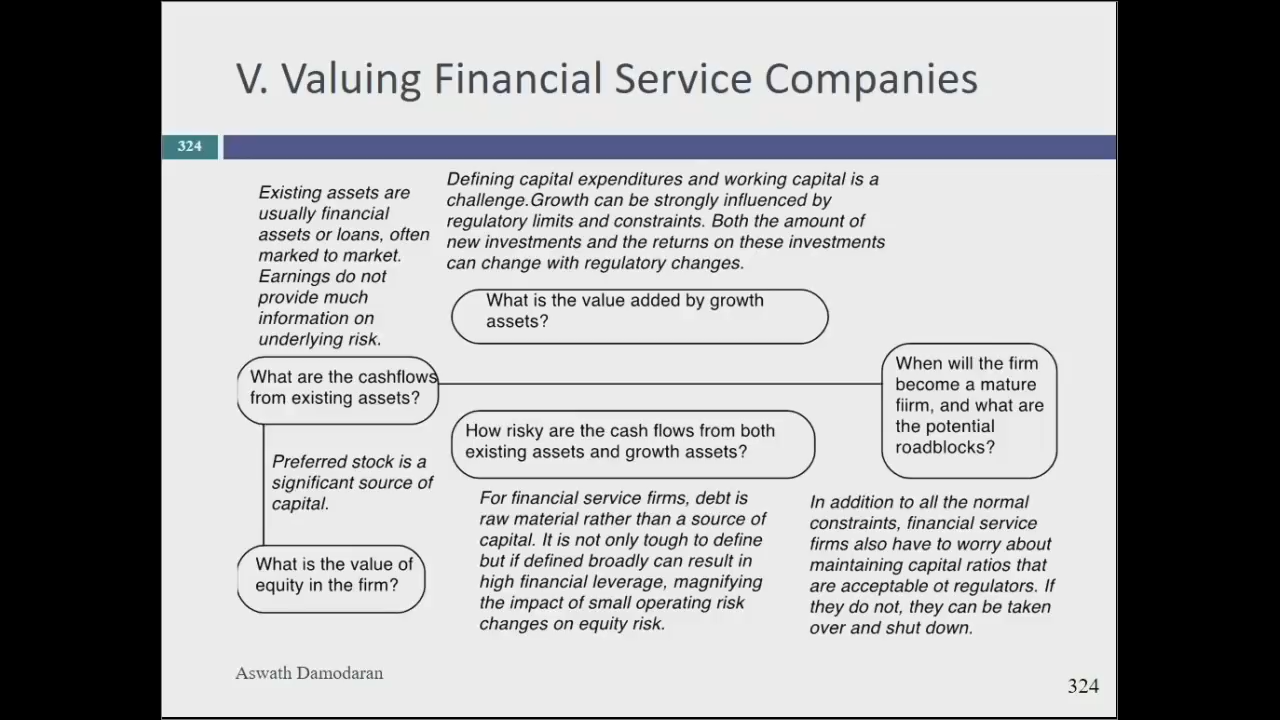 V. Valuing Financial Service Companies
324
Existing assets are
usually financial
assets or loans, often
marked to market.
Earnings do not
provide much
information on
underlying risk.
Defining capital expenditures and working capital is a
challenge.Growth can be strongly influenced by
regulatory limits and constraints. Both the amount of
new investments and the returns on these investments
can change with regulatory changes.
What is the value added by growth
assets?
What are the cashflows
from existing assets?
When will the firm
become a mature
fiirm, and what are
the potential
roadblocks?
How risky are the cash flows from both
existing assets and growth assets?
Preferred stock is a
significant source of
capital.
For financial service firms, debt is
raw material rather than a source of
capital. It is not only tough to define
but if defined broadly can result in
high financial leverage, magnifying
the impact of small operating risk
changes on equity risk.
In addition to all the normal
constraints, financial service
firms also have to worry about
maintaining capital ratios that
are acceptable ot regulators. If
they do not, they can be taken
over and shut down.
What is the value of
equity in the firm?
Aswath Damodaran
324